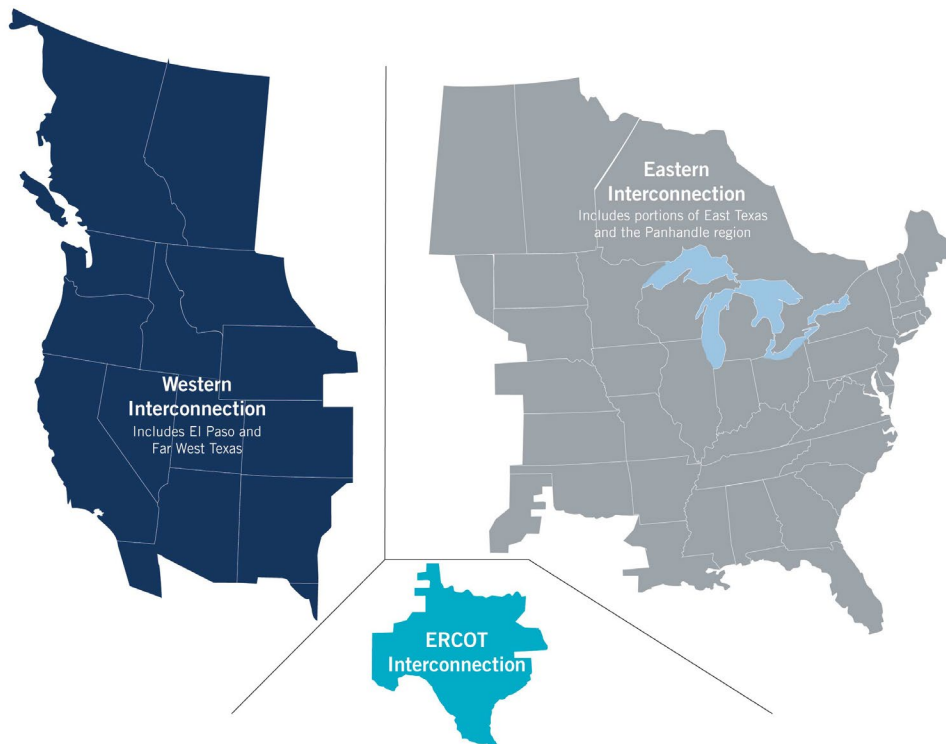 Eastern
Interconnection
Includes portions of East Texas
and the Panhandle region
Western
Interconnection
Includes El Paso and
Far West Texas
ERCOT
Interconnection